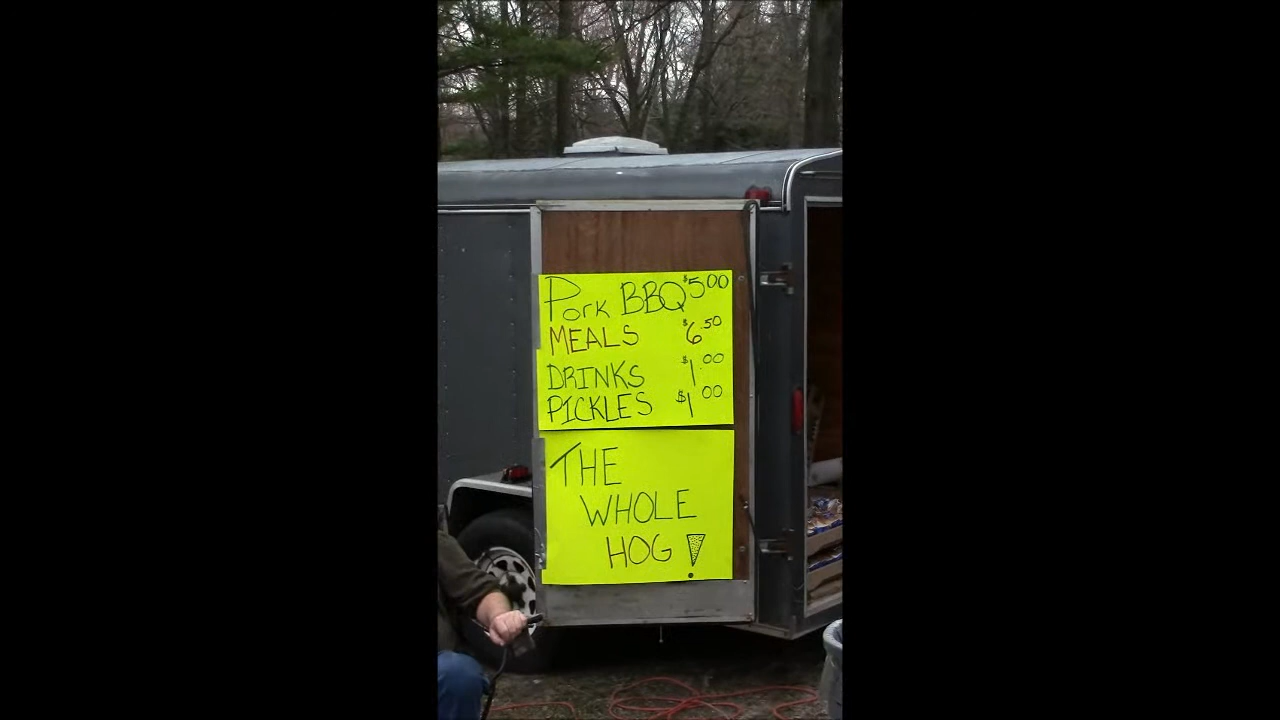 Pork BBQ $5.00
MEALS $6.50
DRINKS $1.00
PICKLES $1.00
THE
WHOLE
HOG!